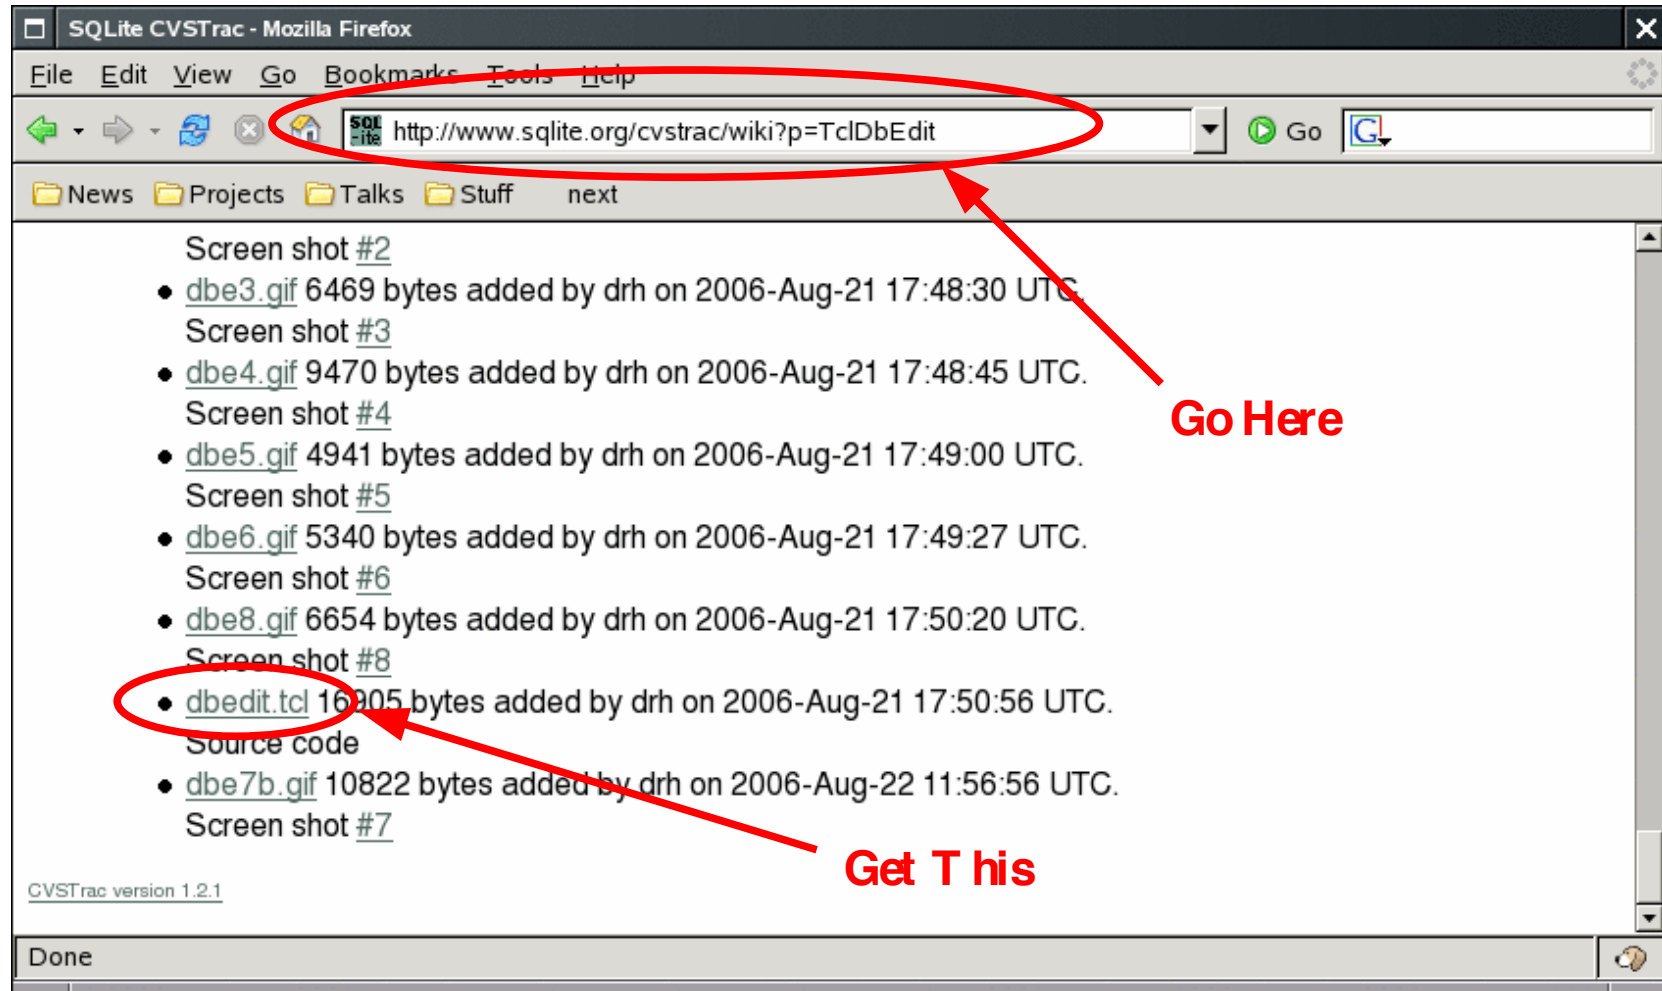 SQLite CVSTrac - Mozilla Firefox
File Edit View Go Bookmarks Tools Help
SQL -ite http://www.sqlite.org/cvstrac/wiki?p=TclDbEdit Go G
News Projects Talks Stuff next
Screen shot #2
dbe3.gif 6469 bytes added by drh on 2006-Aug-21 17:48:30 UTC.
Screen shot #3
dbe4.gif 9470 bytes added by drh on 2006-Aug-21 17:48:45 UTC.
Screen shot #4
Go Here
dbe5.gif 4941 bytes added by drh on 2006-Aug-21 17:49:00 UTC.
Screen shot #5
dbe6.gif 5340 bytes added by drh on 2006-Aug-21 17:49:27 UTC.
Screen shot #6
dbe8.gif 6654 bytes added by drh on 2006-Aug-21 17:50:20 UTC.
Screen shot #8
dbedit.tcl 16905 bytes added by drh on 2006-Aug-21 17:50:56 UTC.
Source code
dbe7b.gif 10822 bytes added by drh on 2006-Aug-22 11:56:56 UTC.
Screen shot #7
Get This
CVSTrac version 1.2.1
Done